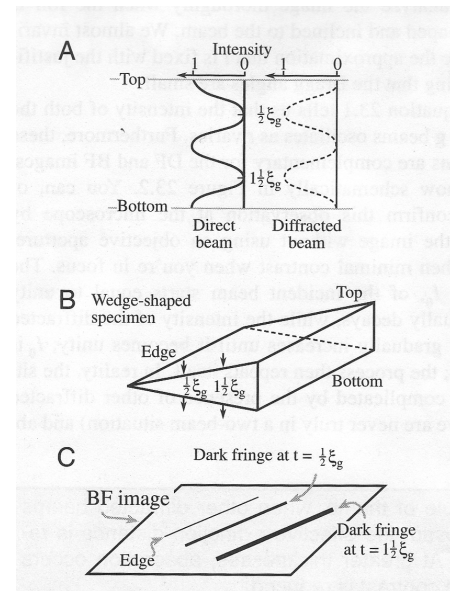 A
Intensity
1 0 1
Top
½ξg
1½ξg
Bottom
Direct beam
Diffracted beam
B
Wedge-shaped
specimen
Top
Edge
½ξg 1½ξg
Bottom
C
Dark fringe at t = ½ξg
BF image
Dark fringe
at t = 1½ξg
Edge